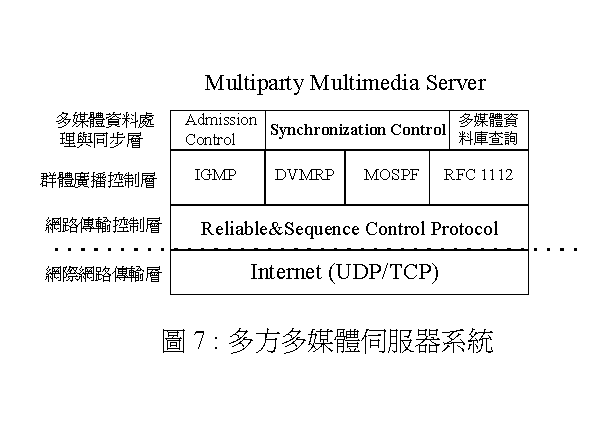 Multiparty Multimedia Server
多媒體資料處
理與同步層
Admission
Control
Synchronization Control
多媒體資
料庫查詢
群體廣播控制層
IGMP
DVMRP
MOSPF
RFC 1112
網路傳輸控制層
Reliable&Sequence Control Protocol
網際網路傳輸層
Internet (UDP/TCP)
圖 7 : 多方多媒體伺服器系統